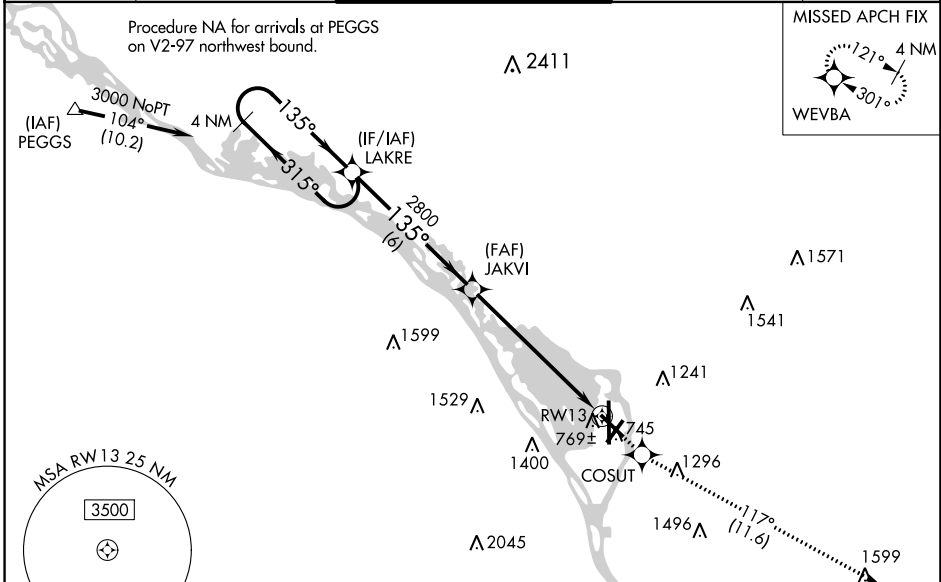 Procedure NA for arrivals at PEGGS
on V2-97 northwest bound.
MISSED APCH FIX
121°
4 NM
301°
WEVBA
2411
3000 NoPT
104°
(10.2)
(IAF)
PEGGS
4 NM
135°
315°
(IF/IAF)
LAKRE
2800
135°
(6)
(FAF)
JAKVI
1571
1541
1599
1241
1529
RW13
769±
745
1400
COSUT
1296
117°
(11.6)
1496
2045
1599
MSA RW13 25 NM
3500